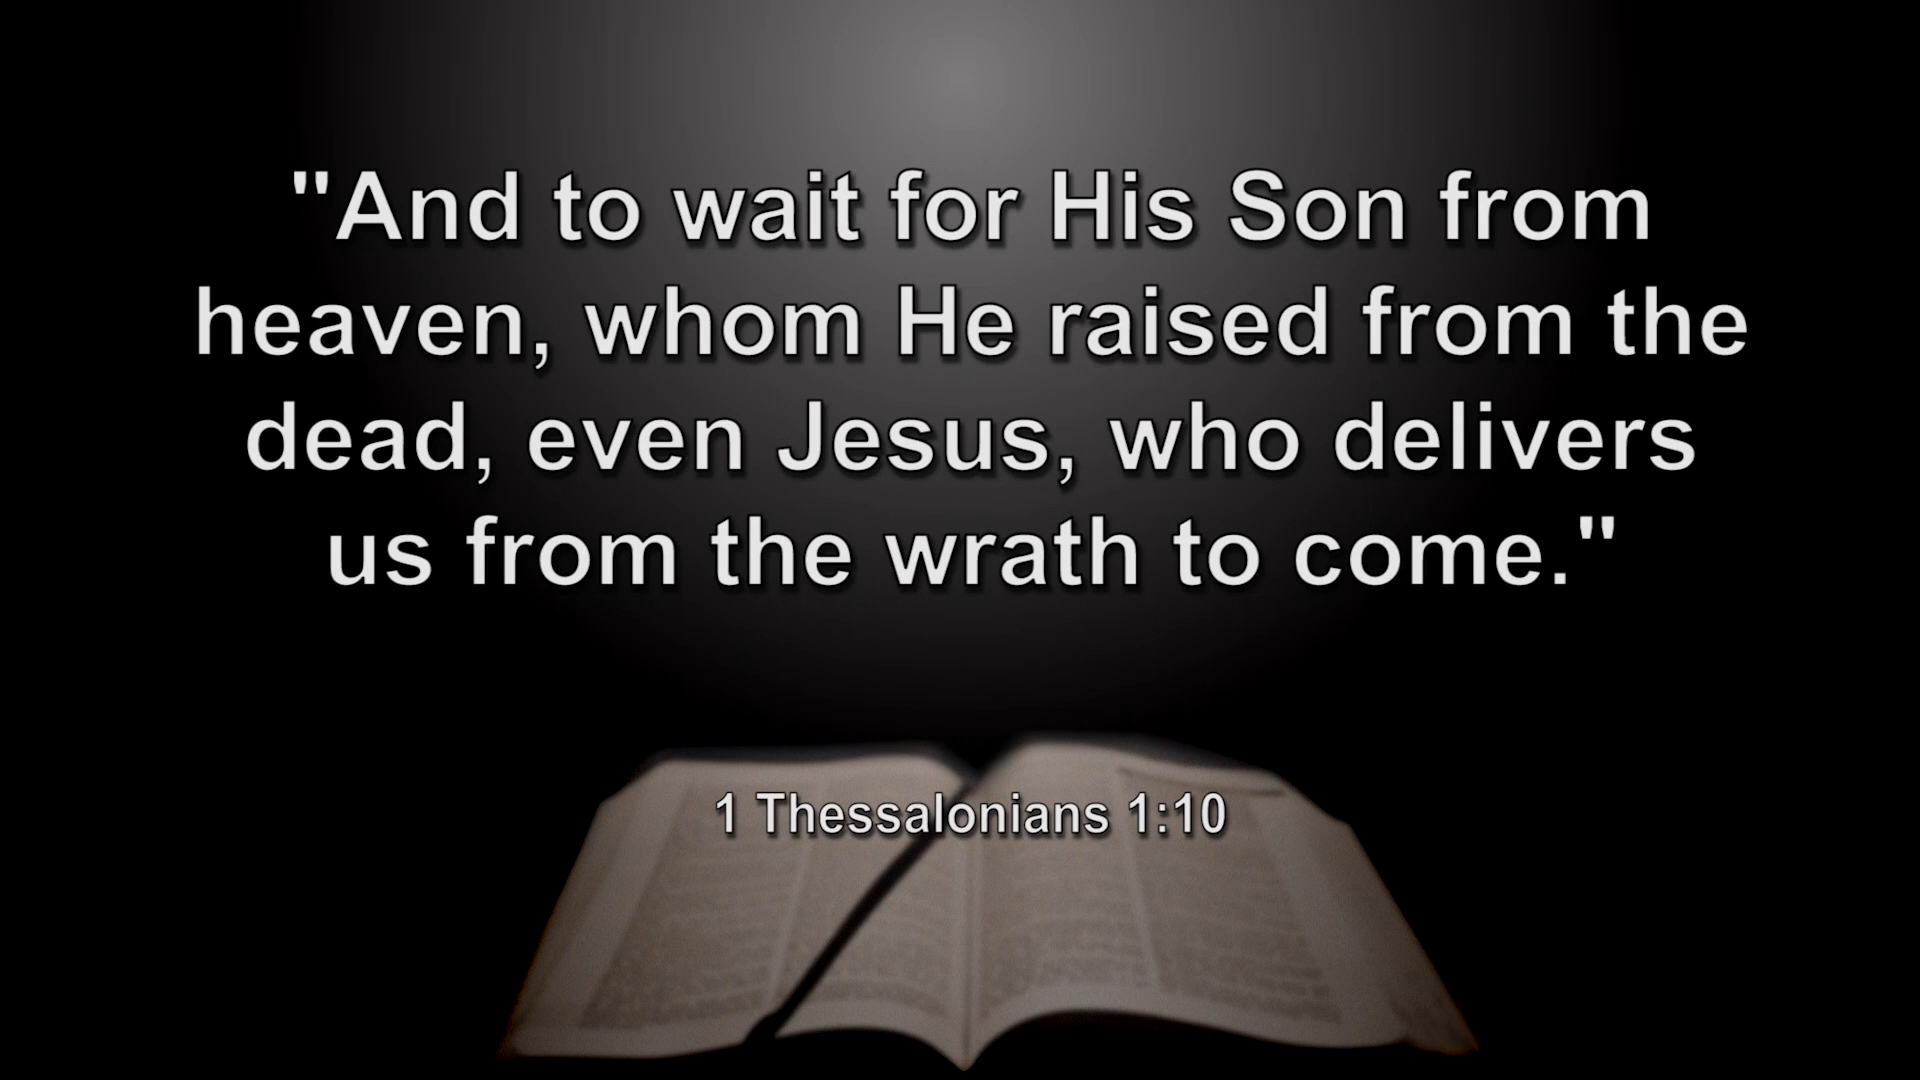 "And to wait for His Son from
heaven, whom He raised from the
dead, even Jesus, who delivers
us from the wrath to come."
1 Thessalonians 1:10